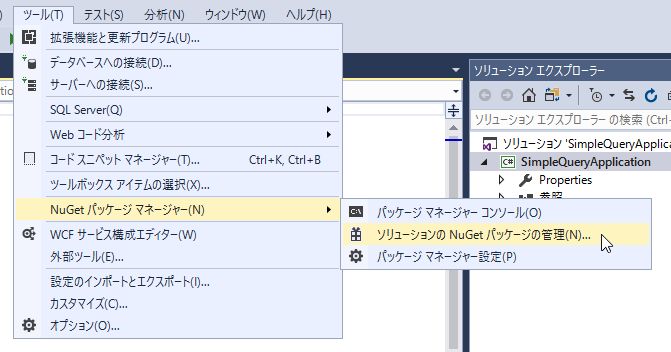 ツール(T) テスト(S) 分析(N) ウィンドウ(W) ヘルプ(H)
拡張機能と更新プログラム(U)...
データベースへの接続(D)...
サーバーへの接続(S)...
SQL Server(Q)
Web コード分析
コード スニペット マネージャー(T)... Ctrl+K, Ctrl+B
ツールボックス アイテムの選択(X)...
NuGet パッケージ マネージャー(N)
WCF サービス構成エディター(W)
外部ツール(E)...
設定のインポートとエクスポート(I)...
カスタマイズ(C)...
オプション(O)...
パッケージ マネージャー コンソール(O)
ソリューションの NuGet パッケージの管理(N)...
パッケージ マネージャー設定(P)
ソリューション エクスプローラー
ソリューション エクスプローラー の検索 (Ctrl+
ソリューション 'SimpleQueryApplication'
C# SimpleQueryApplication
Properties
参照